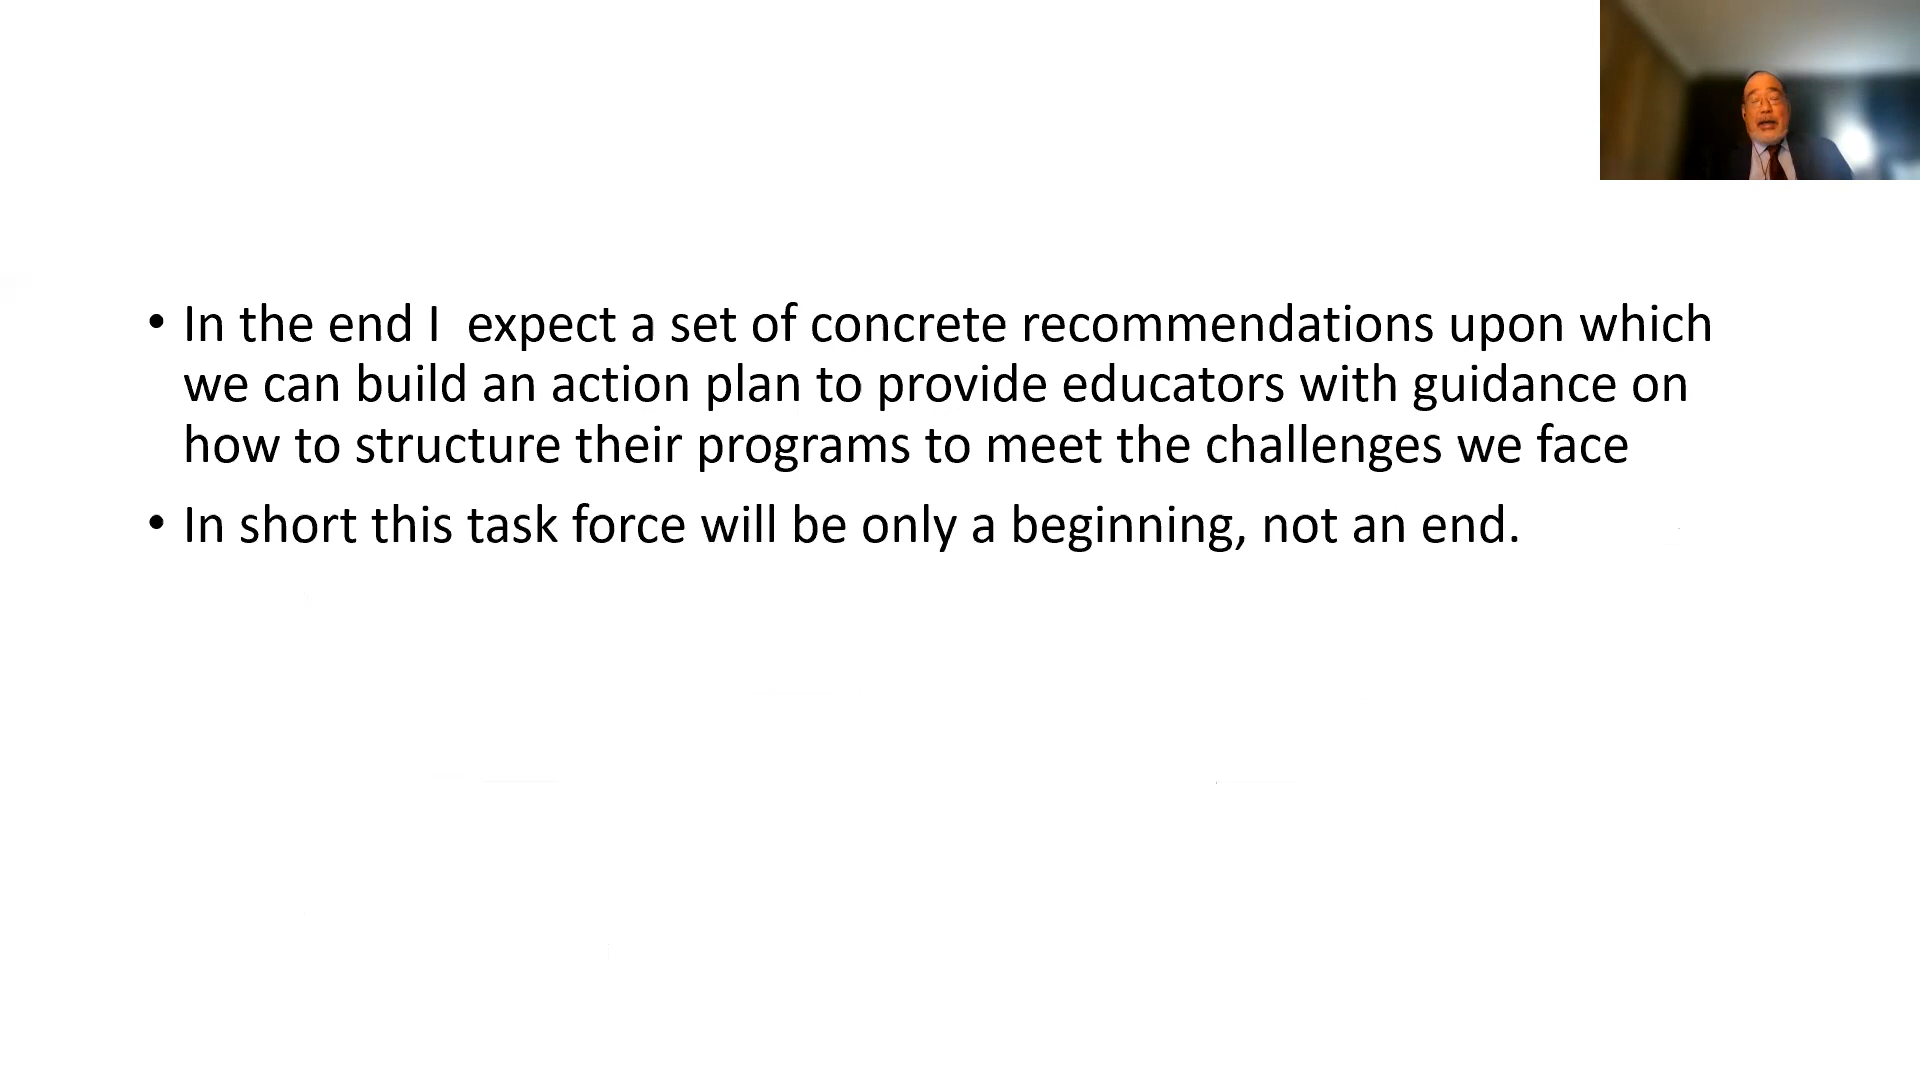 • In the end I  expect a set of concrete recommendations upon which
we can build an action plan to provide educators with guidance on
how to structure their programs to meet the challenges we face
• In short this task force will be only a beginning, not an end.